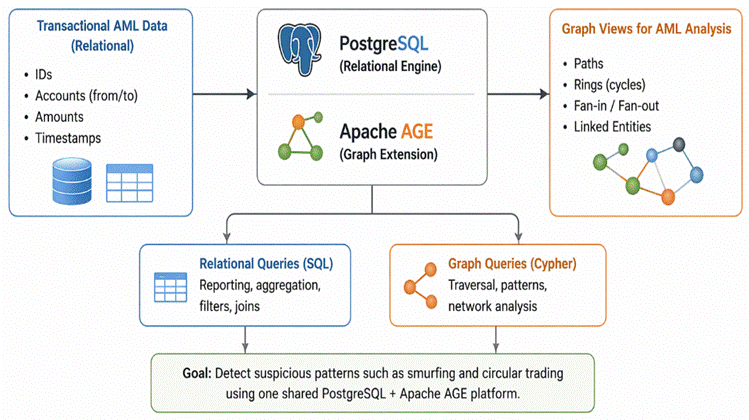 Transactional AML Data
(Relational)
• IDs
• Accounts (from/to)
• Amounts
• Timestamps
PostgreSQL
(Relational Engine)
Apache AGE
(Graph Extension)
Graph Views for AML Analysis
• Paths
• Rings (cycles)
• Fan-in / Fan-out
• Linked Entities
Relational Queries (SQL)
Reporting, aggregation,
filters, joins
Graph Queries (Cypher)
Traversal, patterns,
network analysis
Goal: Detect suspicious patterns such as smurfing and circular trading
using one shared PostgreSQL + Apache AGE platform.